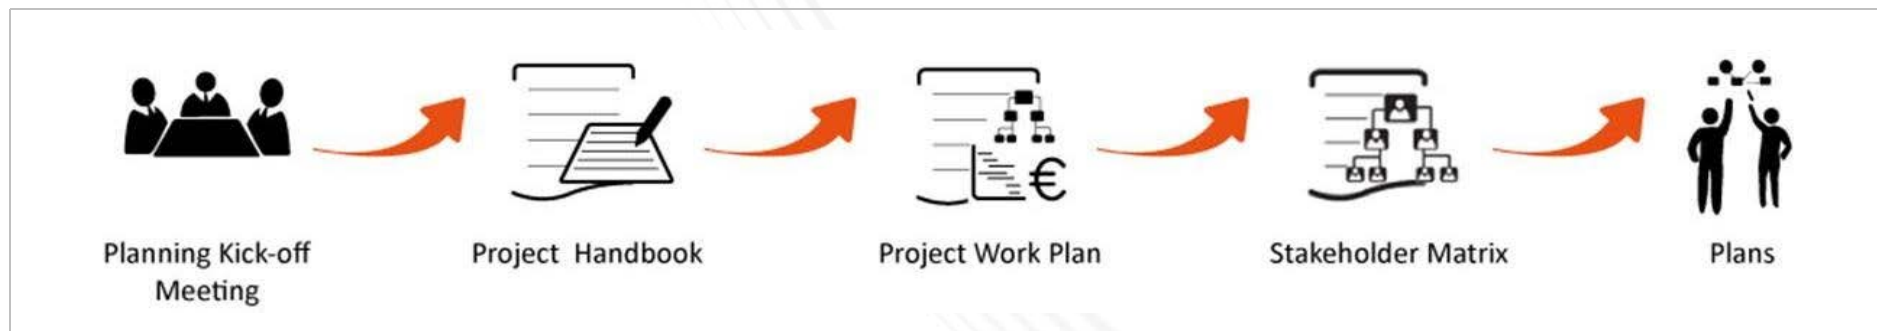 Planning Kick-off
Meeting
Project Handbook
Project Work Plan
€
Stakeholder Matrix
Plans